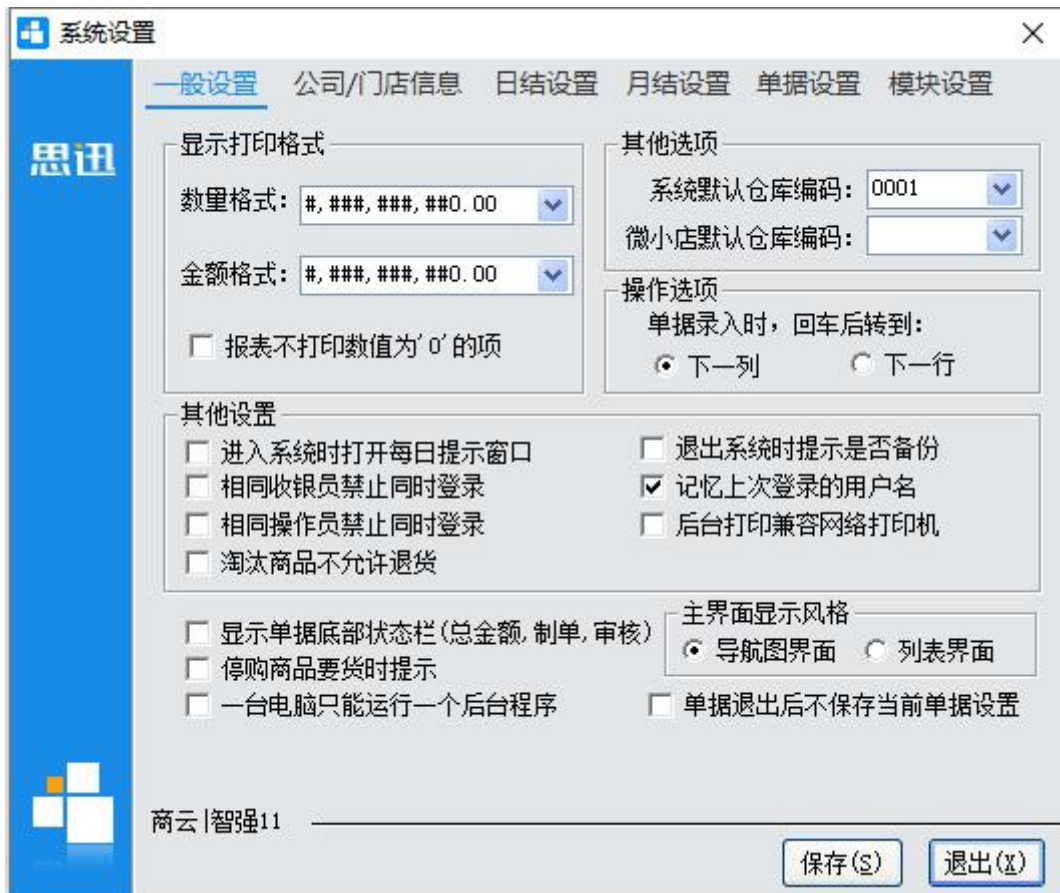 系统设置
一般设置 公司/门店信息 日结设置 月结设置 单据设置 模块设置
思迅
显示打印格式
数量格式: #,###,###,##0.00
金额格式: #,###,###,##0.00
报表不打印数值为'0'的项
其他选项
系统默认仓库编码: 0001
微小店默认仓库编码:
操作选项
单据录入时,回车后转到:
下一列 下一行
其他设置
进入系统时打开每日提示窗口
相同收银员禁止同时登录
相同操作员禁止同时登录
淘汰商品不允许退货
退出系统时提示是否备份
记忆上次登录的用户名
后台打印兼容网络打印机
显示单据底部状态栏(总金额,制单,审核)
停购商品要货时提示
一台电脑只能运行一个后台程序
主界面显示风格
导航图界面 列表界面
单据退出后不保存当前单据设置
商云|智强11
保存(S) 退出(X)